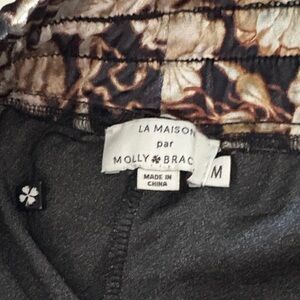 LA MAISON
par
MOLLY BRAC
MADE IN
CHINA
M